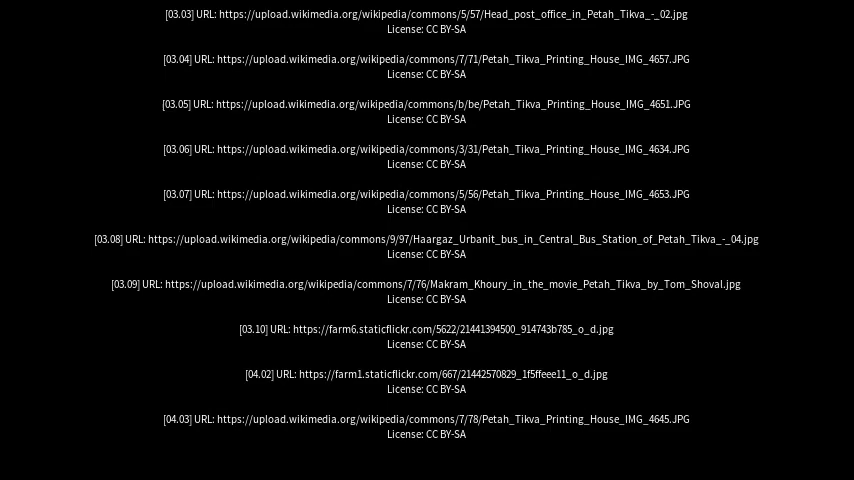 [03.03] URL: https://upload.wikimedia.org/wikipedia/commons/5/57/Head_post_office_in_Petah_Tikva_-_02.jpg
License: CC BY-SA
[03.04] URL: https://upload.wikimedia.org/wikipedia/commons/7/71/Petah_Tikva_Printing_House_IMG_4657.JPG
License: CC BY-SA
[03.05] URL: https://upload.wikimedia.org/wikipedia/commons/b/be/Petah_Tikva_Printing_House_IMG_4651.JPG
License: CC BY-SA
[03.06] URL: https://upload.wikimedia.org/wikipedia/commons/3/31/Petah_Tikva_Printing_House_IMG_4634.JPG
License: CC BY-SA
[03.07] URL: https://upload.wikimedia.org/wikipedia/commons/5/56/Petah_Tikva_Printing_House_IMG_4653.JPG
License: CC BY-SA
[03.08] URL: https://upload.wikimedia.org/wikipedia/commons/9/97/Haargaz_Urbanit_bus_in_Central_Bus_Station_of_Petah_Tikva_-_04.jpg
License: CC BY-SA
[03.09] URL: https://upload.wikimedia.org/wikipedia/commons/7/76/Makram_Khoury_in_the_movie_Petah_Tikva_by_Tom_Shoval.jpg
License: CC BY-SA
[03.10] URL: https://farm6.staticflickr.com/5622/21441394500_914743b785_o_d.jpg
License: CC BY-SA
[04.02] URL: https://farm1.staticflickr.com/667/21442570829_1f5ffeee11_o_d.jpg
License: CC BY-SA
[04.03] URL: https://upload.wikimedia.org/wikipedia/commons/7/78/Petah_Tikva_Printing_House_IMG_4645.JPG
License: CC BY-SA